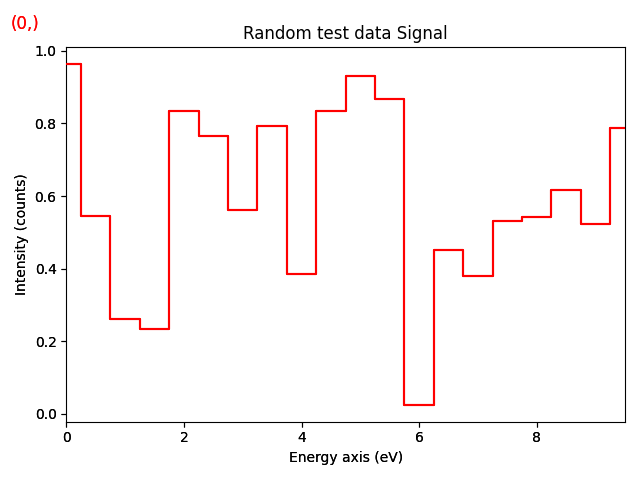 (0,)
Random test data Signal
1.0
0.8
0.6
0.4
0.2
0.0
Intensity (counts)
0 2 4 6 8
Energy axis (eV)